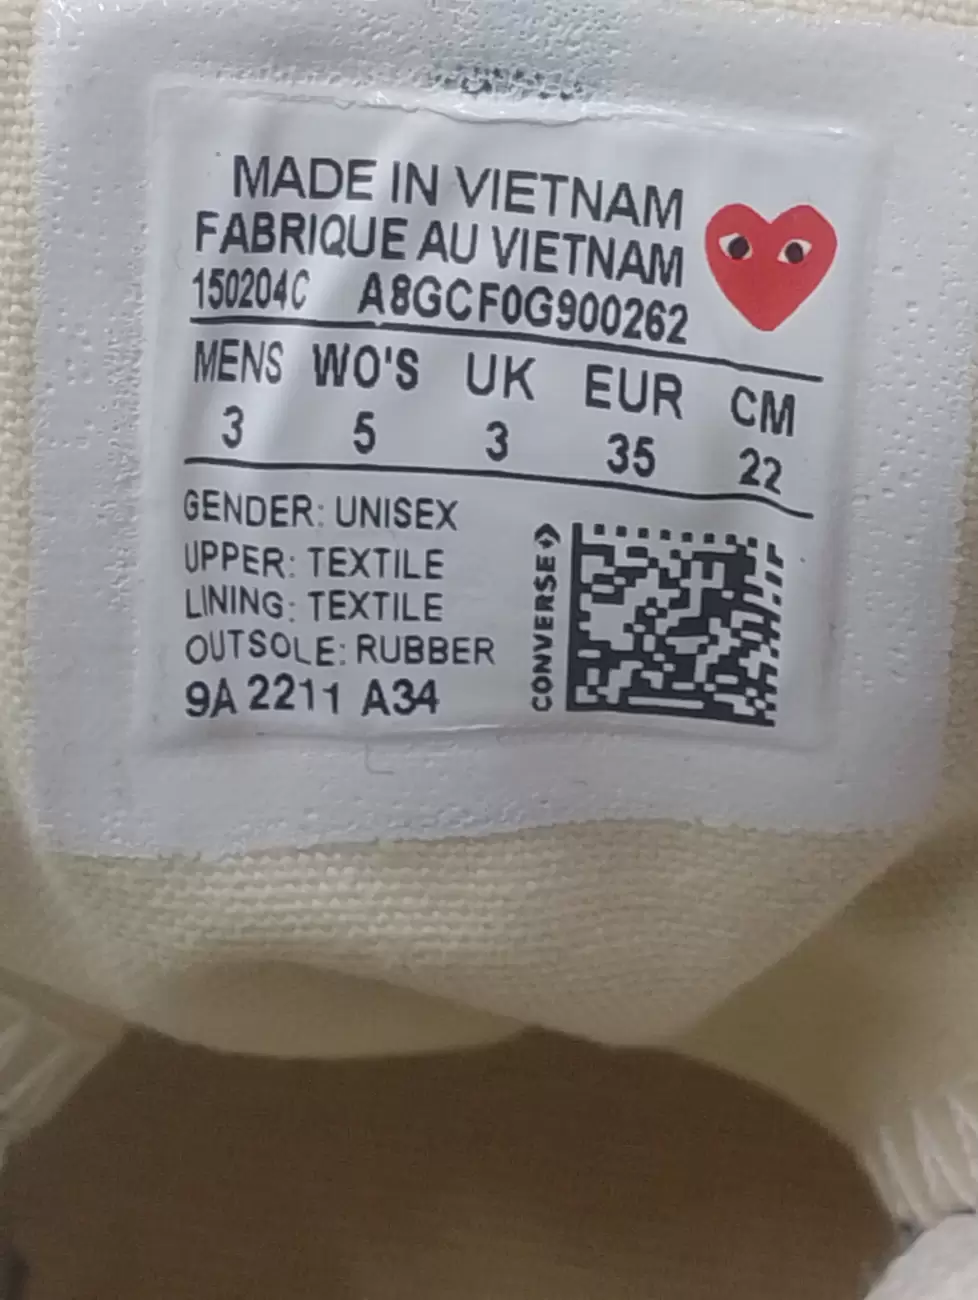 MADE IN VIETNAM
FABRIQUE AU VIETNAM
150204C A8GCF0G900262
MENS WO'S UK EUR CM
3 5 3 35 22
GENDER: UNISEX
UPPER: TEXTILE
LINING: TEXTILE
OUTSOLE: RUBBER
9A 2211 A34
CONVERSE